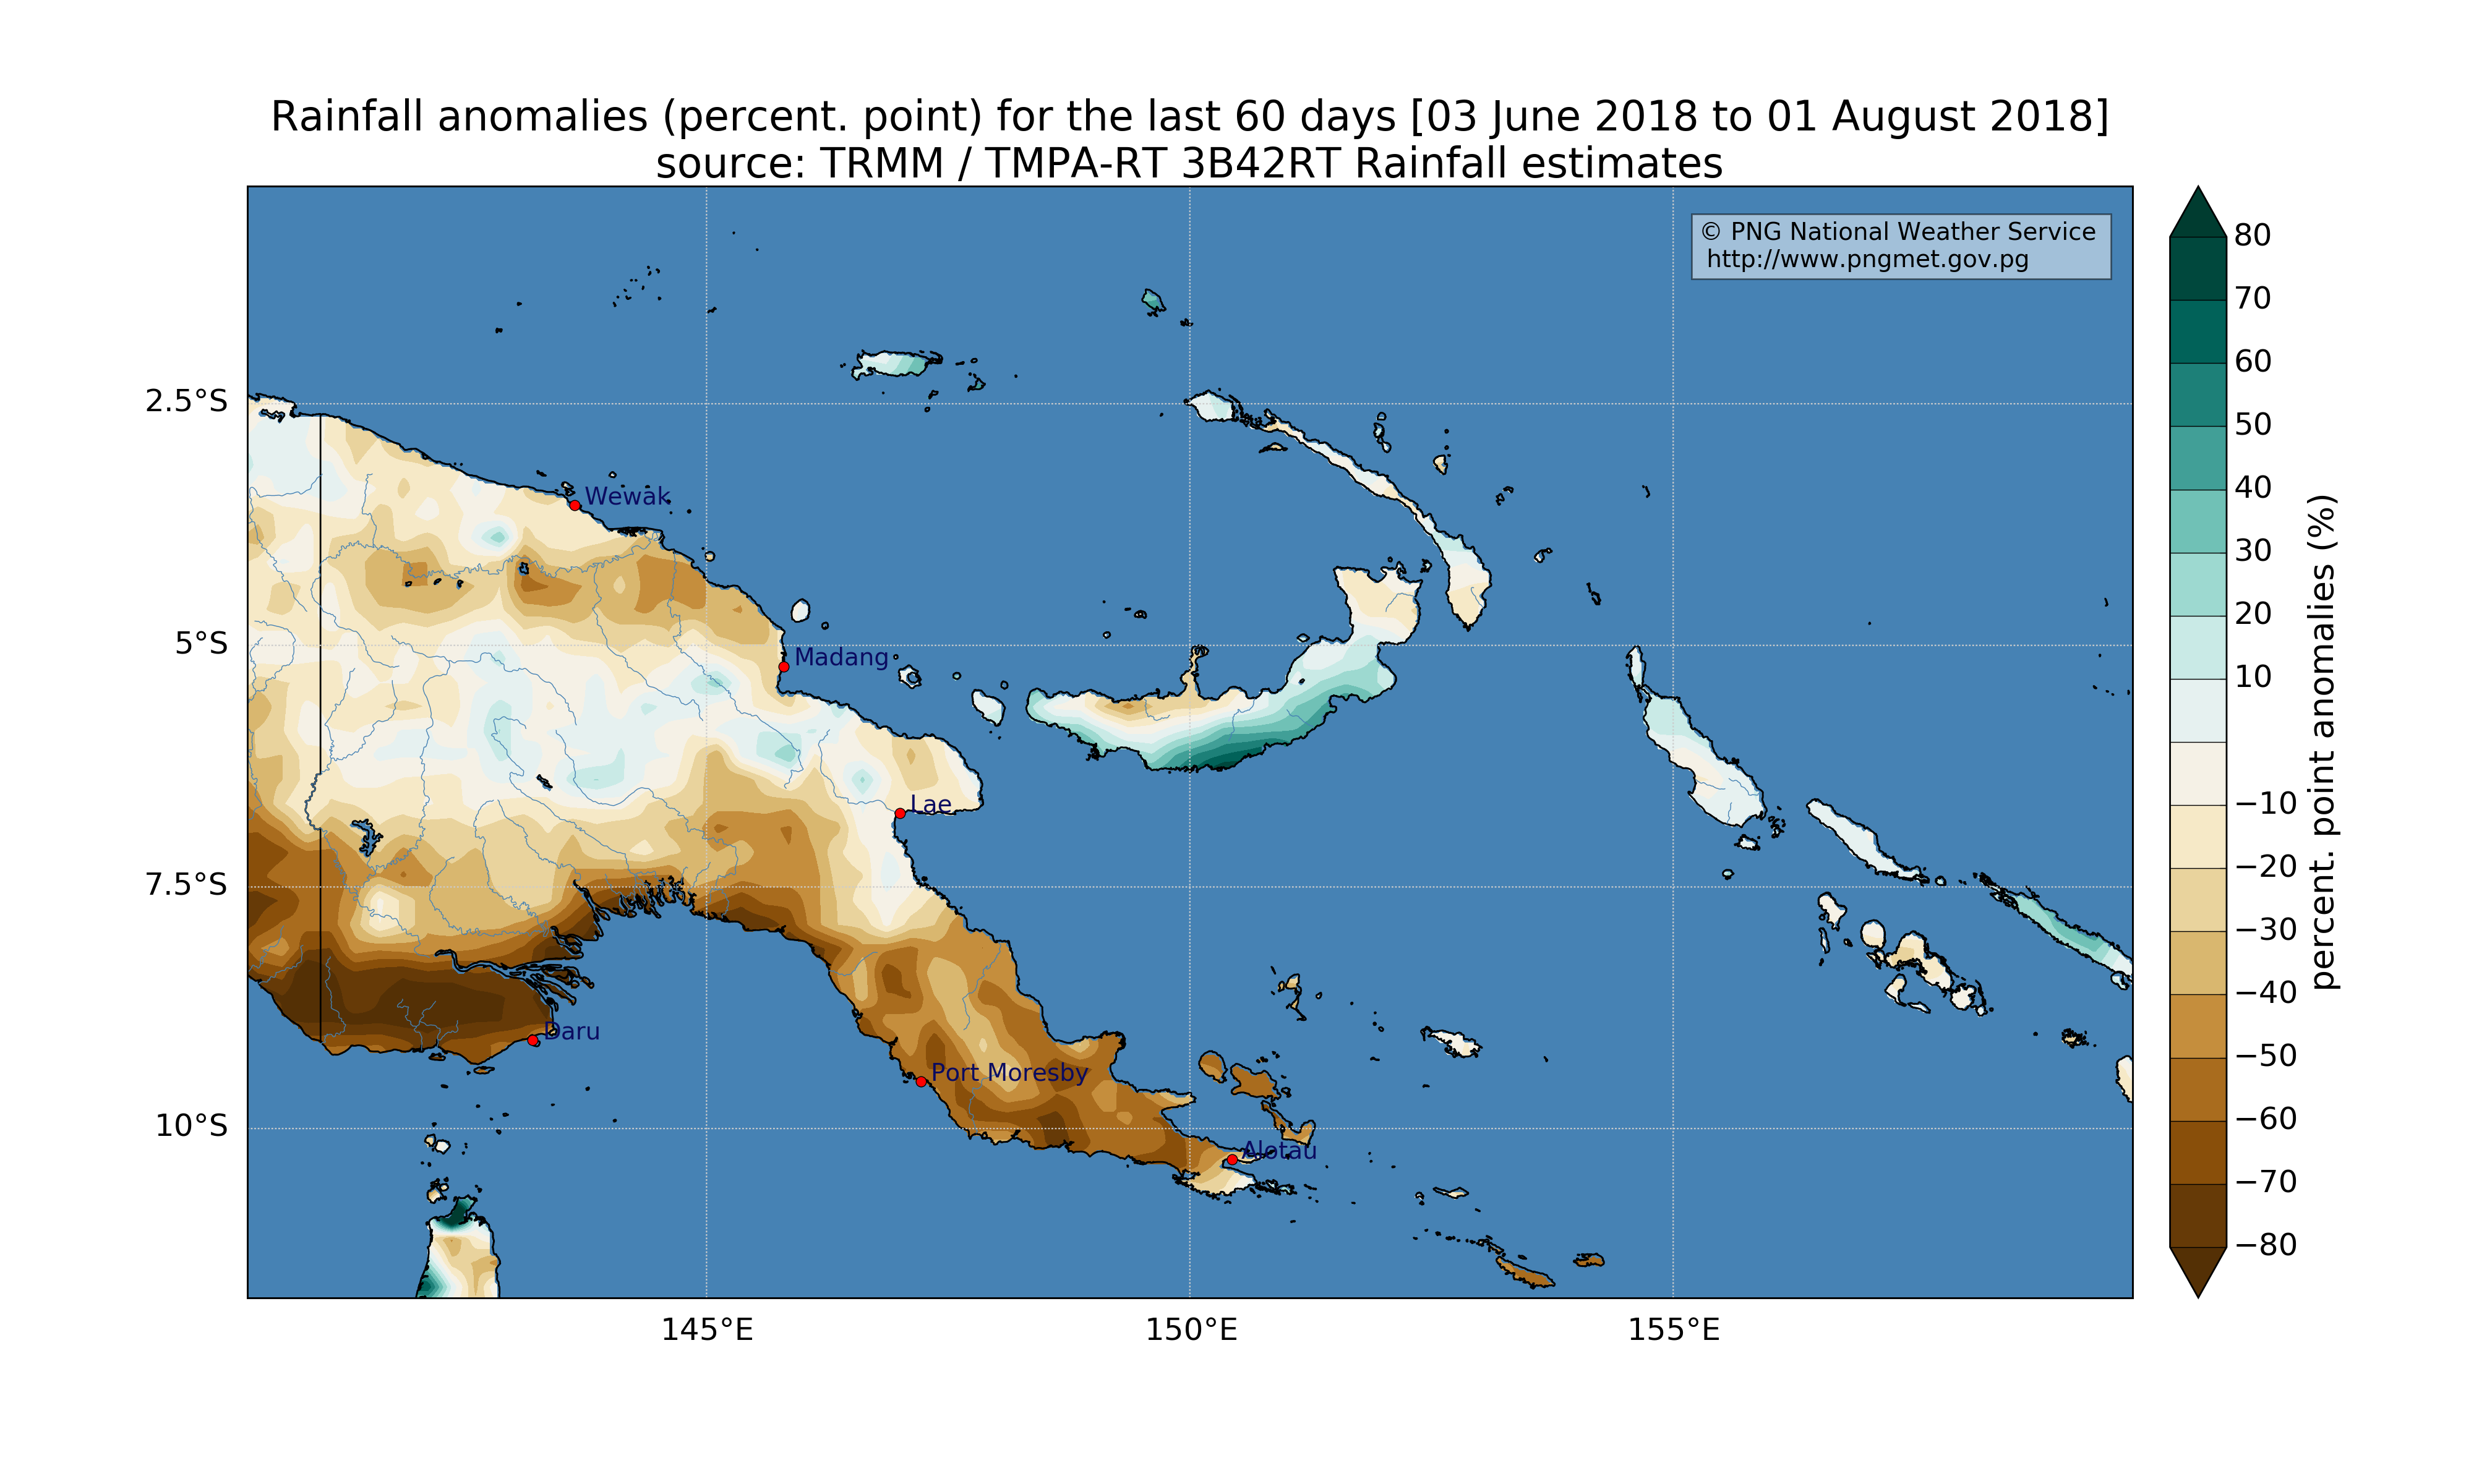 Rainfall anomalies (percent. point) for the last 60 days [03 June 2018 to 01 August 2018]
source: TRMM / TMPA-RT 3B42RT Rainfall estimates
© PNG National Weather Service
http://www.pngmet.gov.pg
2.5°S
5°S
7.5°S
10°S
Wewak
Madang
Lae
Daru
Port Moresby
Alotau
145°E
150°E
155°E
80
70
60
50
40
30
20
10
−10
−20
−30
−40
−50
−60
−70
−80
percent. point anomalies (%)